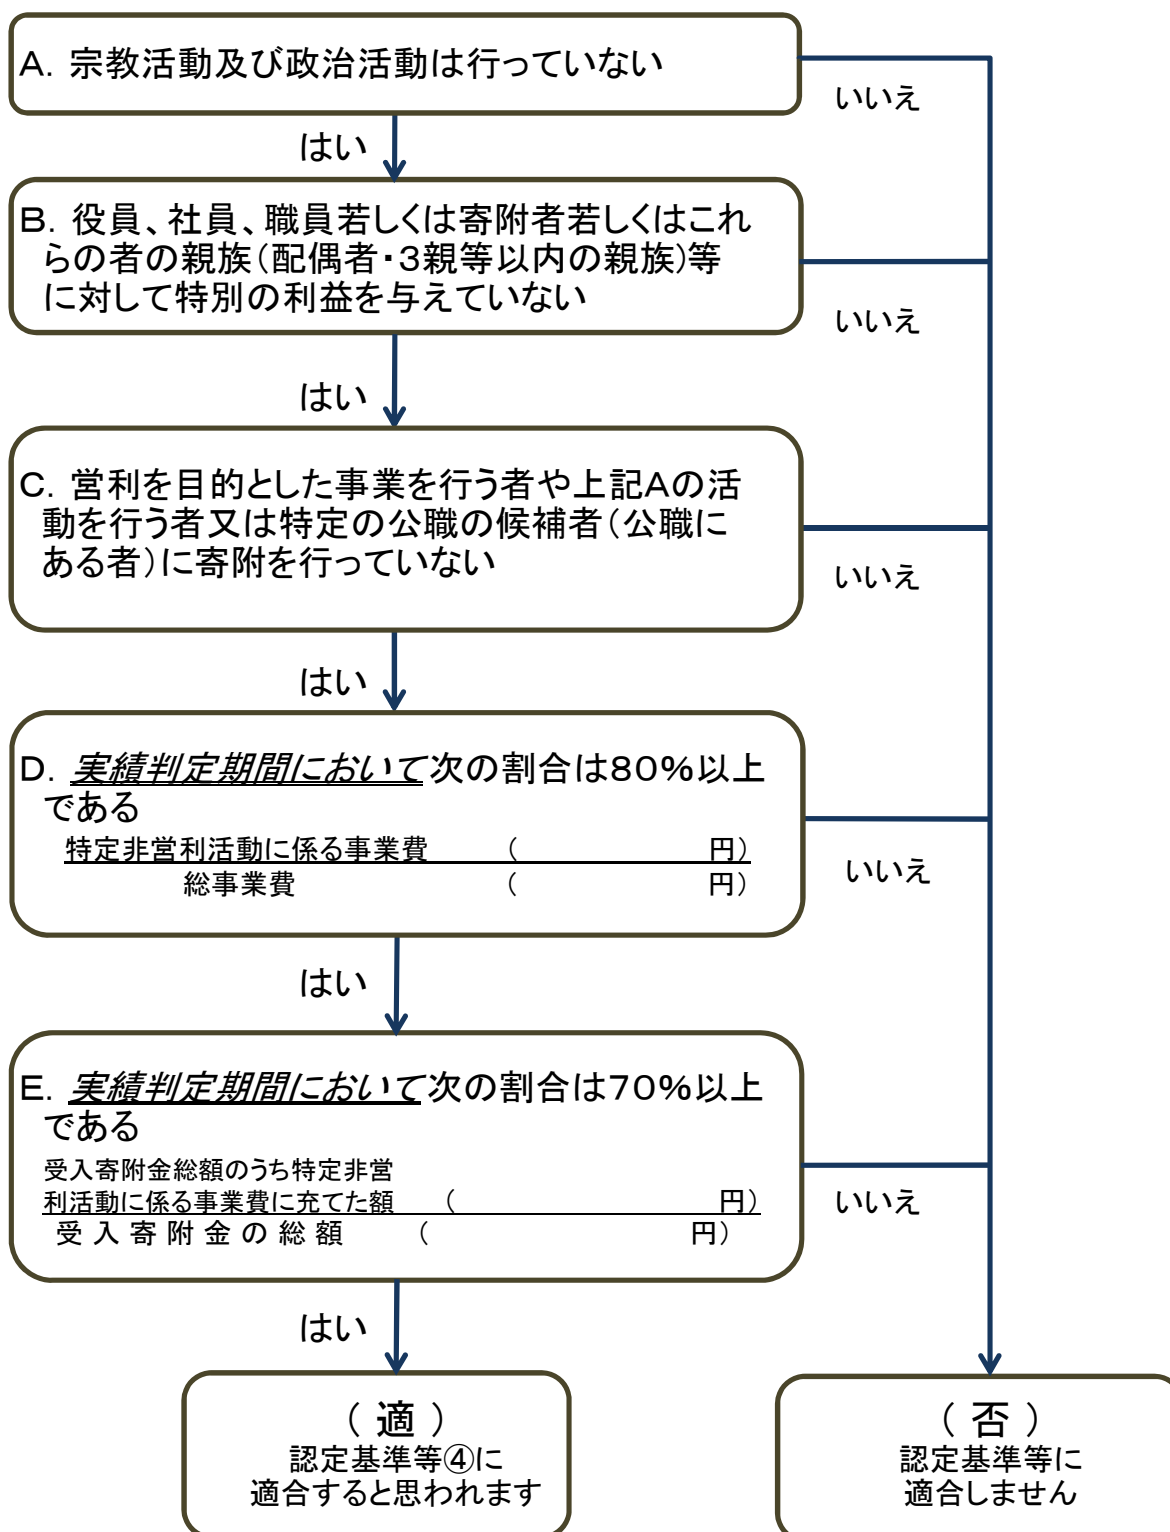 A．宗教活動及び政治活動は行っていない
いいえ
はい
B．役員、社員、職員若しくは寄附者若しくはこれ
らの者の親族（配偶者・3親等以内の親族）等
に対して特別の利益を与えていない
いいえ
はい
C．営利を目的とした事業を行う者や上記Aの活
動を行う者又は特定の公職の候補者（公職に
ある者）に寄附を行っていない
いいえ
はい
D．実績判定期間において次の割合は80％以上
である
特定非営利活動に係る事業費　（　　　　　円）
総事業費　（　　　　　円）
いいえ
はい
E．実績判定期間において次の割合は70％以上
である
受入寄附金総額のうち特定非営
利活動に係る事業費に充てた額　（　　　　　円）
受入寄附金の総額　（　　　　　円）
いいえ
はい
（適）
認定基準等④に
適合すると思われます
（否）
認定基準等に
適合しません